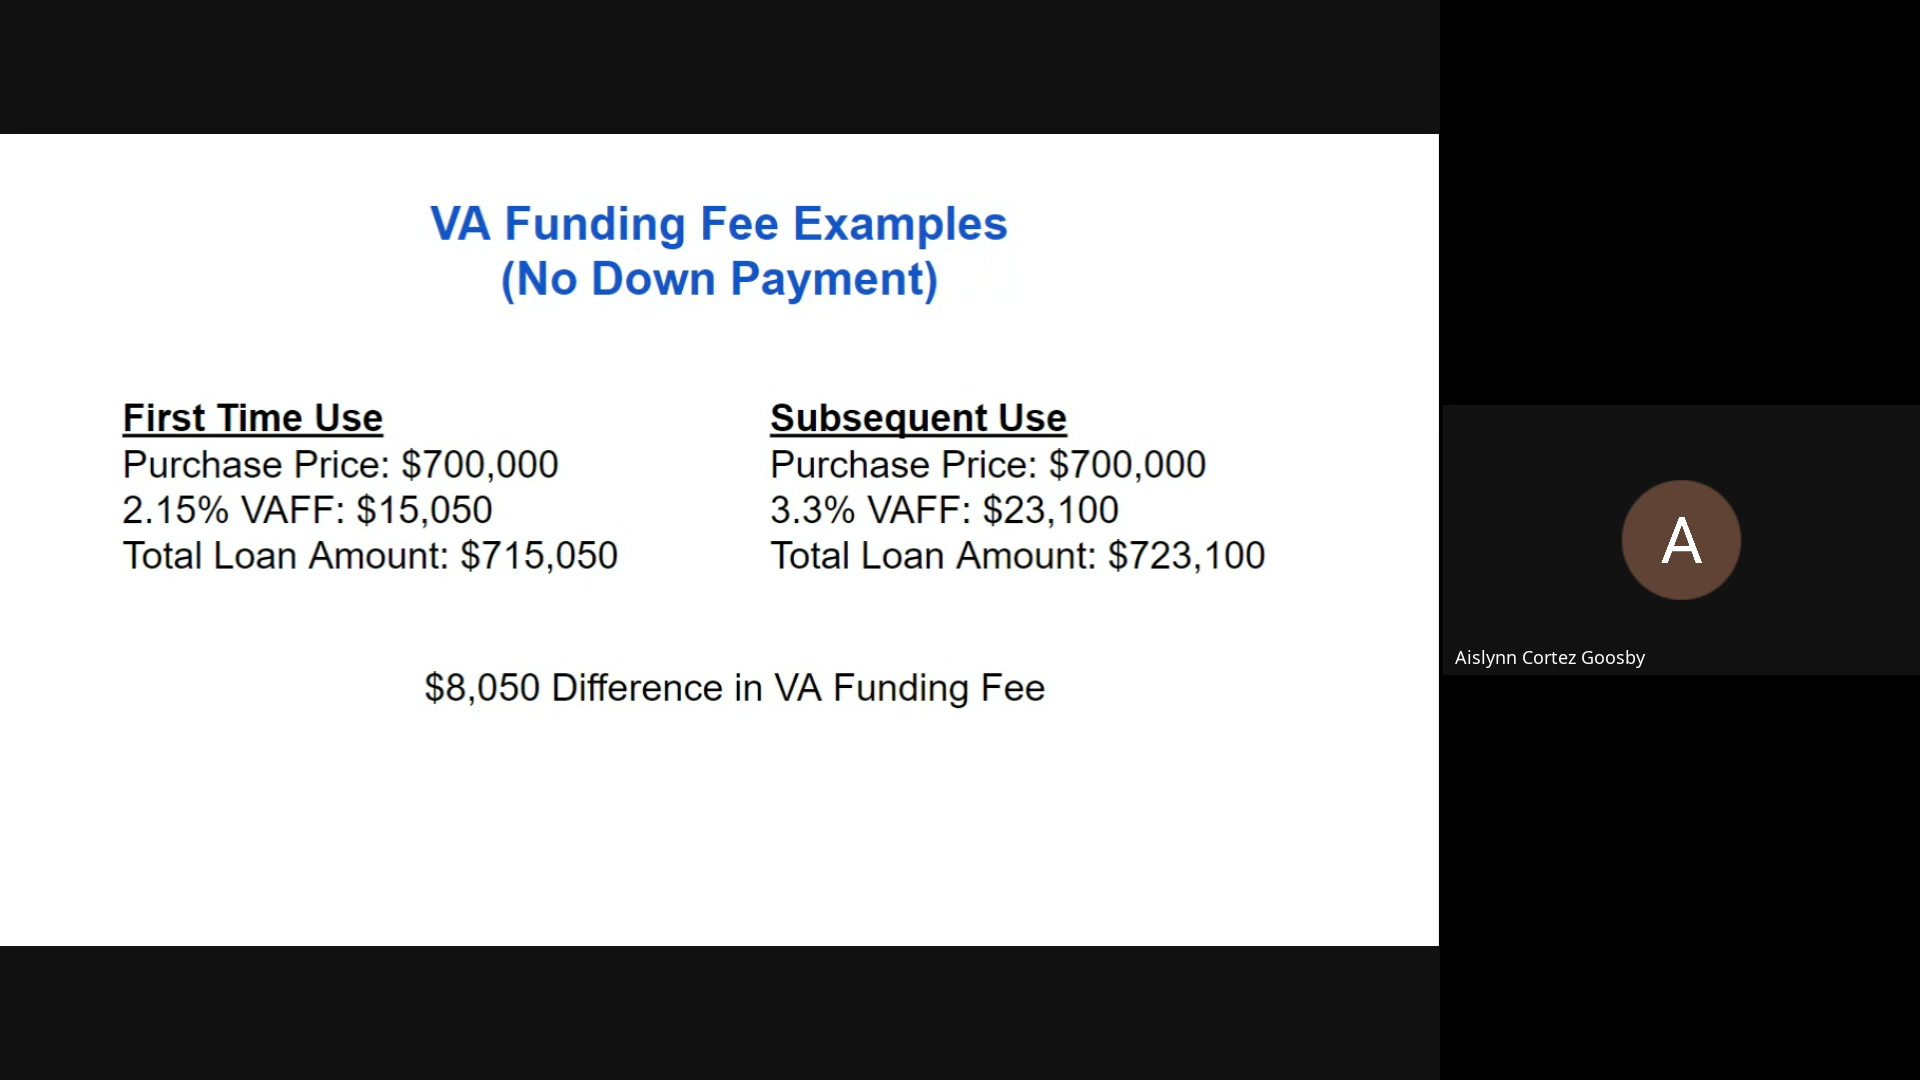 VA Funding Fee Examples
(No Down Payment)
First Time Use
Purchase Price: $700,000
2.15% VAFF: $15,050
Total Loan Amount: $715,050
Subsequent Use
Purchase Price: $700,000
3.3% VAFF: $23,100
Total Loan Amount: $723,100
$8,050 Difference in VA Funding Fee
A
Aislynn Cortez Goosby